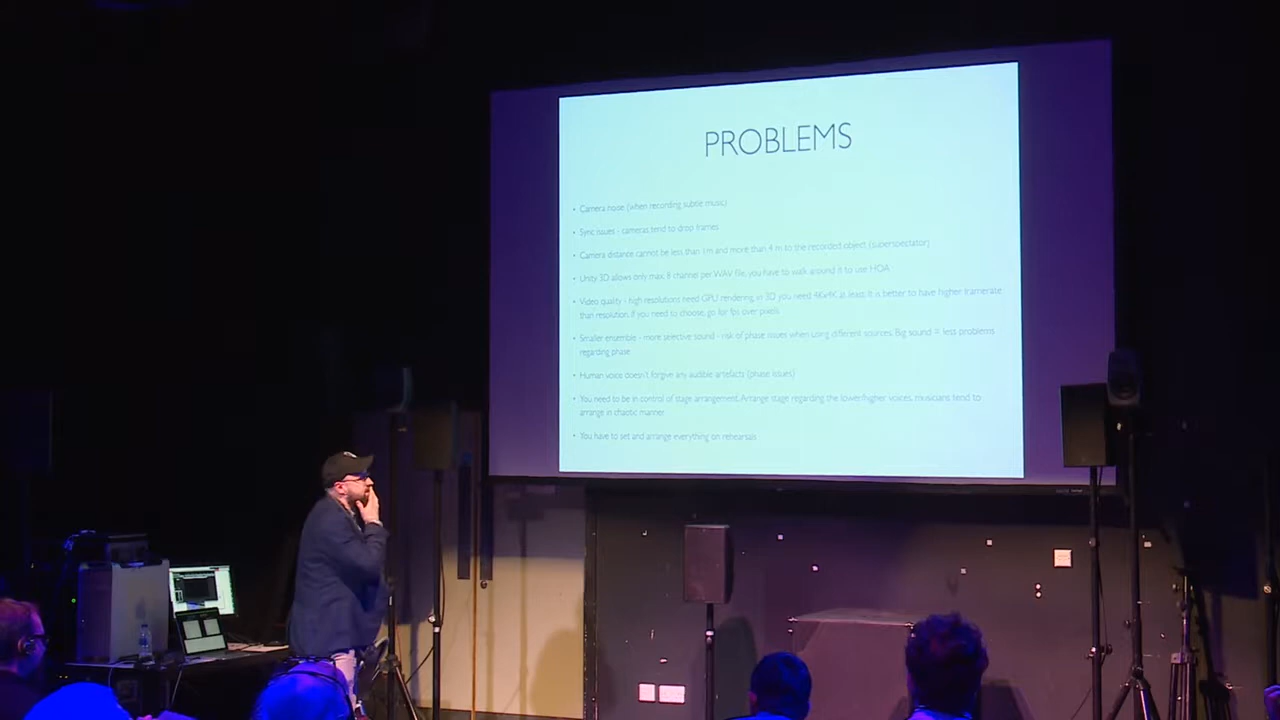 PROBLEMS
• Camera noise (when recording subtle music)
• Sync issues - cameras tend to drop frames
• Camera distance cannot be less than 1m and more than 4 m to the recorded object (superspectator)
• Unity 3D allows only max. 8 channel per WAV file, you have to walk around it to use HOA
• Video quality - high resolutions need GPU rendering, in 3D you need 4Kx4K at least. It is better to have higher framerate
than resolution, if you need to choose, go for fps over pixels.
• Smaller ensemble - more selective sound - risk of phase issues when using different sources. Big sound = less problems
regarding phase
• Human voice doesn't forgive any audible artefacts (phase issues)
• You need to be in control of stage arrangement. Arrange stage regarding the lower/higher voices, musicians tend to
arrange in chaotic manner
• You have to set and arrange everything on rehearsals